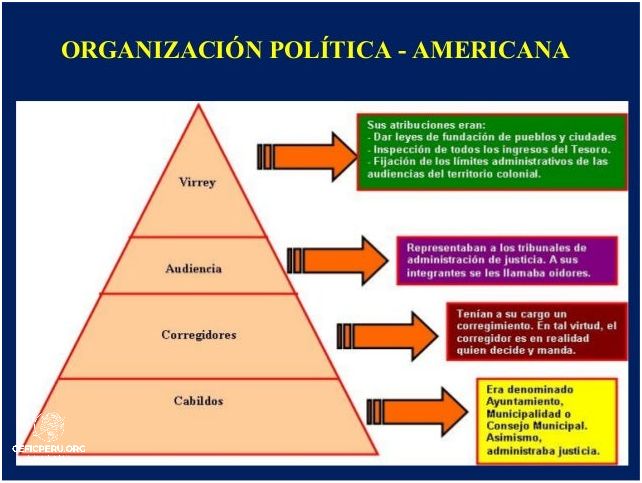 ORGANIZACIÓN POLÍTICA - AMERICANA
Virrey
Sus atribuciones eran:
- Dar leyes de fundación de pueblos y ciudades
- Inspección de todos los ingresos del Tesoro.
- Fijación de los límites administrativos de las
audiencias del territorio colonial.
Audiencia
Representaban a los tribunales de
administración de justicia. A sus
integrantes se les llamaba oidores.
Corregidores
Tenían a su cargo un
corregimiento. En tal virtud, el
corregidor es en realidad
quien decide y manda.
Cabildos
Era denominado
Ayuntamiento,
Municipalidad o
Consejo Municipal.
Asimismo,
administraba justicia.
CEFICPERU.ORG